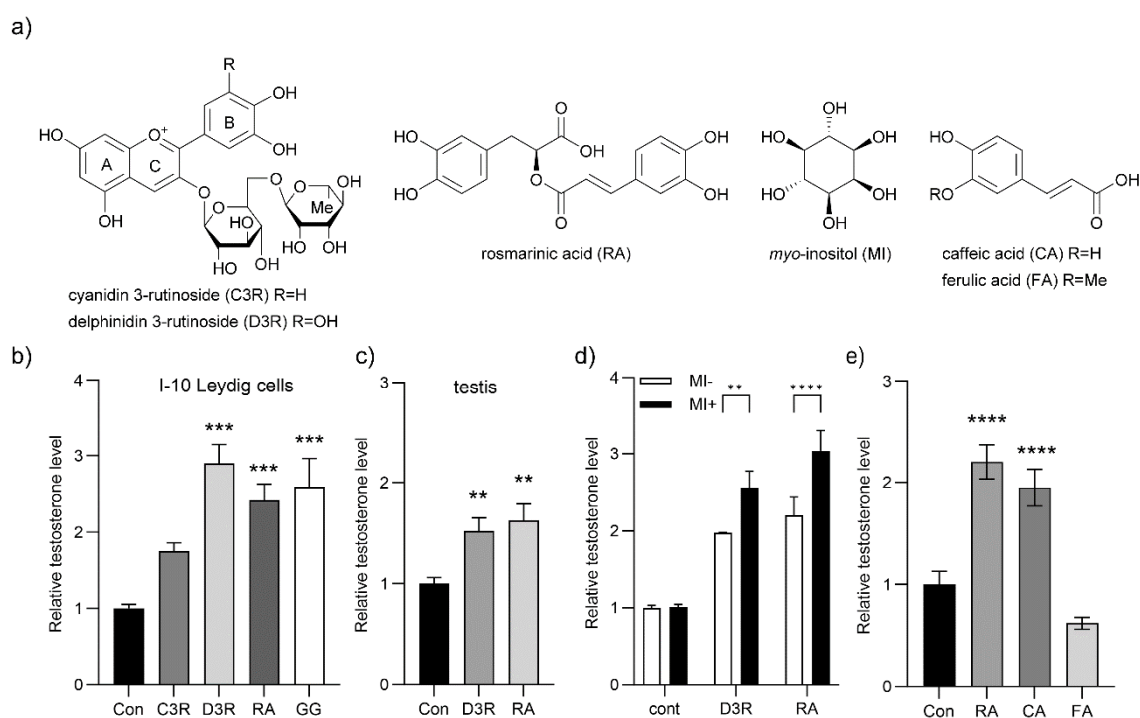 a)
R
B
OH
OH
HO
O+
A
C
OH
O
O
O
O
Me
OH
HO
HO
OH
OH
OH
OH
cyanidin 3-rutinoside (C3R) R=H
delphinidin 3-rutinoside (D3R) R=OH
HO
HO
O
OH
O
O
OH
OH
rosmarinic acid (RA)
OH
HO
OH
HO
OH
OH
myo-inositol (MI)
HO
RO
OH
O
caffeic acid (CA) R=H
ferulic acid (FA) R=Me
b)
I-10 Leydig cells
Relative testosterone level
4
3
2
1
0
***
***
***
Con C3R D3R RA GG
c)
testis
Relative testosterone level
3
2
1
0
**
**
Con D3R RA
d)
MI-
MI+
**
****
Relative testosterone level
4
3
2
1
0
cont D3R RA
e)
Relative testosterone level
3
2
1
0
****
****
Con RA CA FA